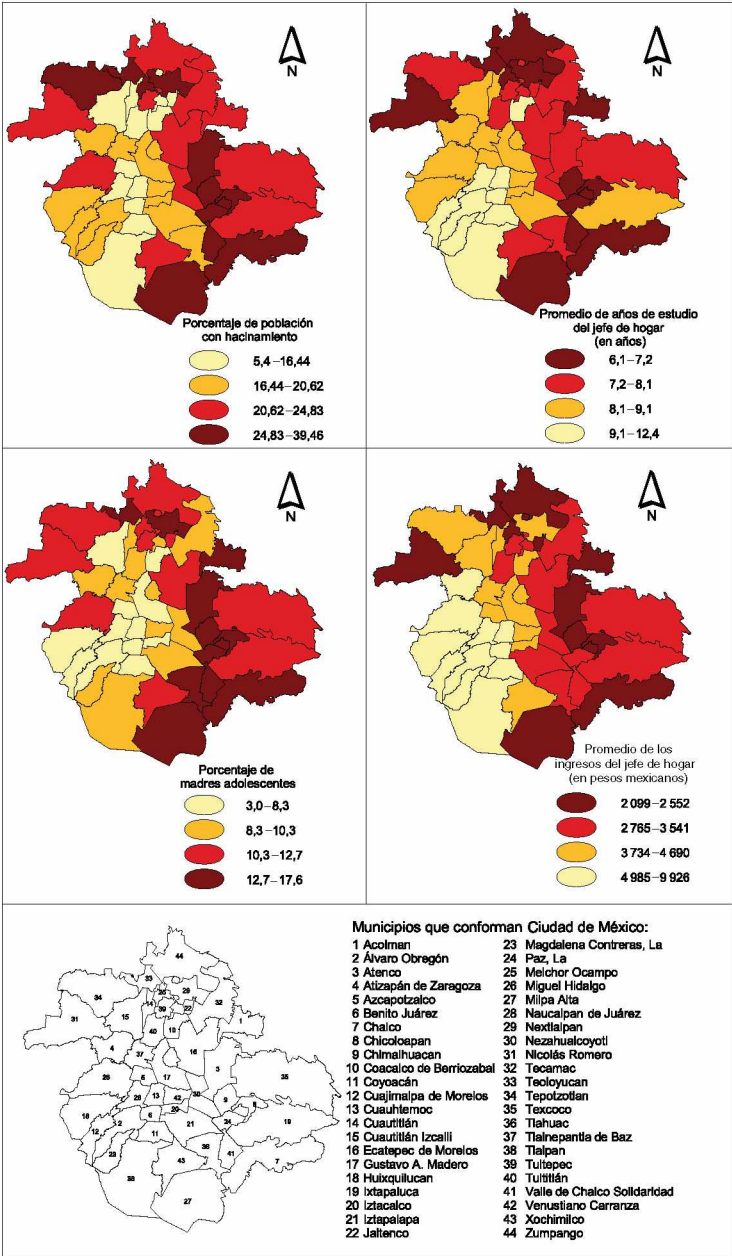 N
Porcentaje de población
con hacinamiento
5,4–16,44
16,44–20,62
20,62–24,83
24,83–39,46
N
Promedio de años de estudio
del jefe de hogar
(en años)
6,1–7,2
7,2–8,1
8,1–9,1
9,1–12,4
N
Porcentaje de
madres adolescentes
3,0–8,3
8,3–10,3
10,3–12,7
12,7–17,6
N
Promedio de los
ingresos del jefe de hogar
(en pesos mexicanos)
2 099–2 552
2 765–3 541
3 734–4 690
4 985–9 926
Municipios que conforman Ciudad de México:
1 Acolman
2 Álvaro Obregón
3 Atenco
4 Atizapán de Zaragoza
5 Azcapotzalco
6 Benito Juárez
7 Chalco
8 Chicoloapan
9 Chimalhuacan
10 Coacalco de Berriozabal
11 Coyoacán
12 Cuajimalpa de Morelos
13 Cuauhtemoc
14 Cuautitlán
15 Cuautitlán Izcalli
16 Ecatepec de Morelos
17 Gustavo A. Madero
18 Huixquilucan
19 Ixtapaluca
20 Iztacalco
21 Iztapalapa
22 Jaltenco
23 Magdalena Contreras, La
24 Paz, La
25 Melchor Ocampo
26 Miguel Hidalgo
27 Milpa Alta
28 Naucalpan de Juárez
29 Nextlalpan
30 Nezahualcoyotl
31 Nicolás Romero
32 Tecamac
33 Teoloyucan
34 Tepotzotlan
35 Texcoco
36 Tlahuac
37 Tlalnepantla de Baz
38 Tlalpan
39 Tultepec
40 Tultitlán
41 Valle de Chalco Solidaridad
42 Venustiano Carranza
43 Xochimilco
44 Zumpango